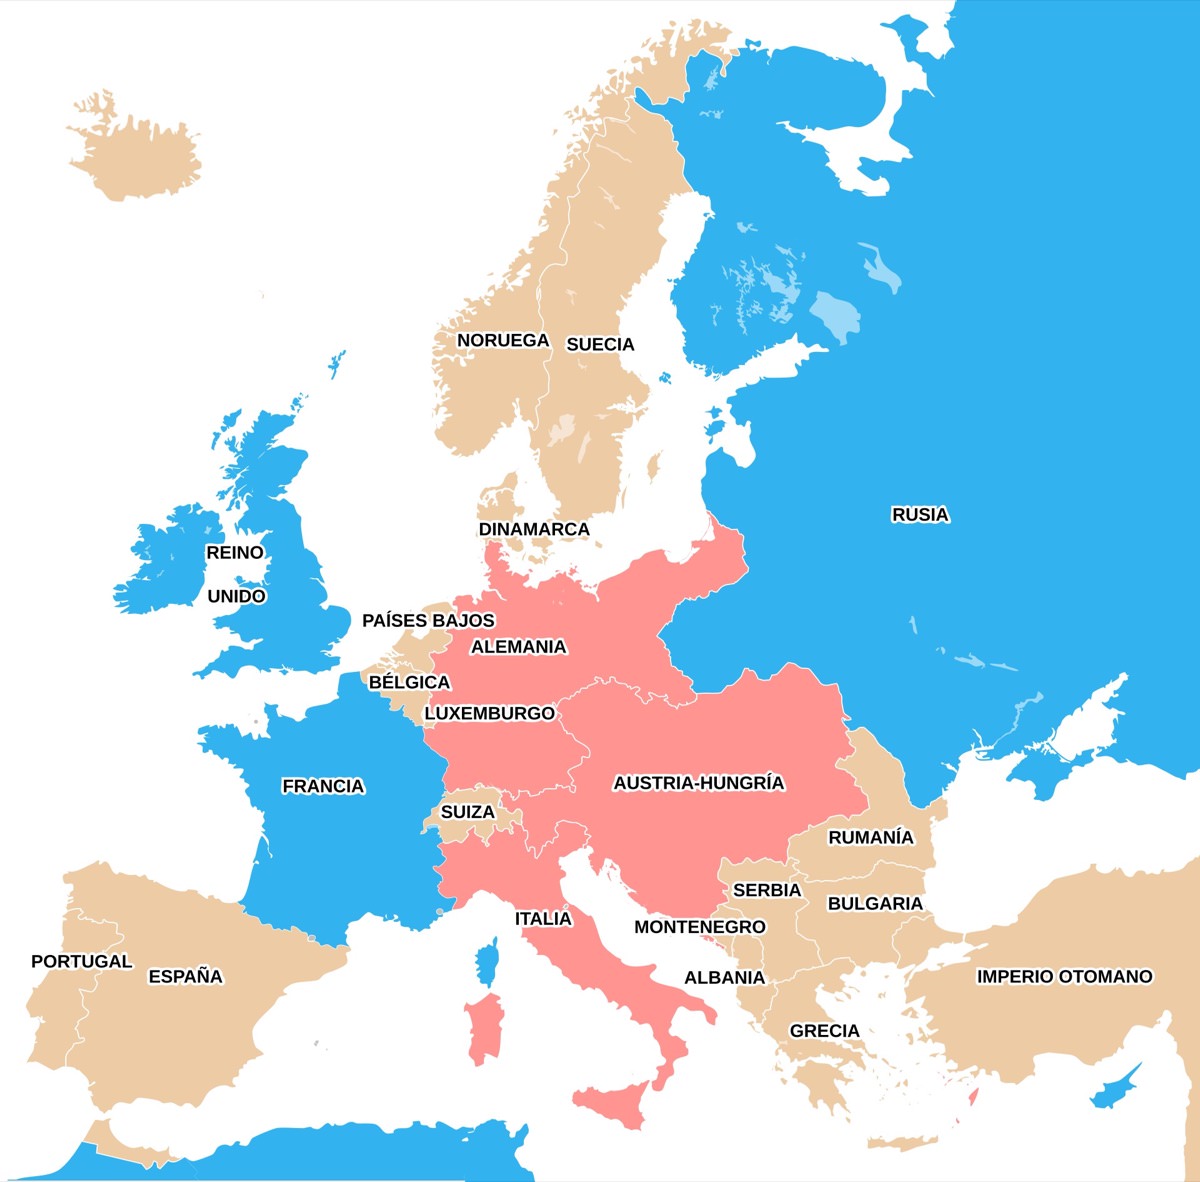 NORUEGA
SUECIA
RUSIA
DINAMARCA
REINO
UNIDO
PAÍSES BAJOS
ALEMANIA
BÉLGICA
LUXEMBURGO
FRANCIA
AUSTRIA-HUNGRÍA
SUIZA
RUMANÍA
SERBIA
BULGARIA
ITALIA
MONTENEGRO
PORTUGAL
ESPAÑA
ALBANIA
IMPERIO OTOMANO
GRECIA